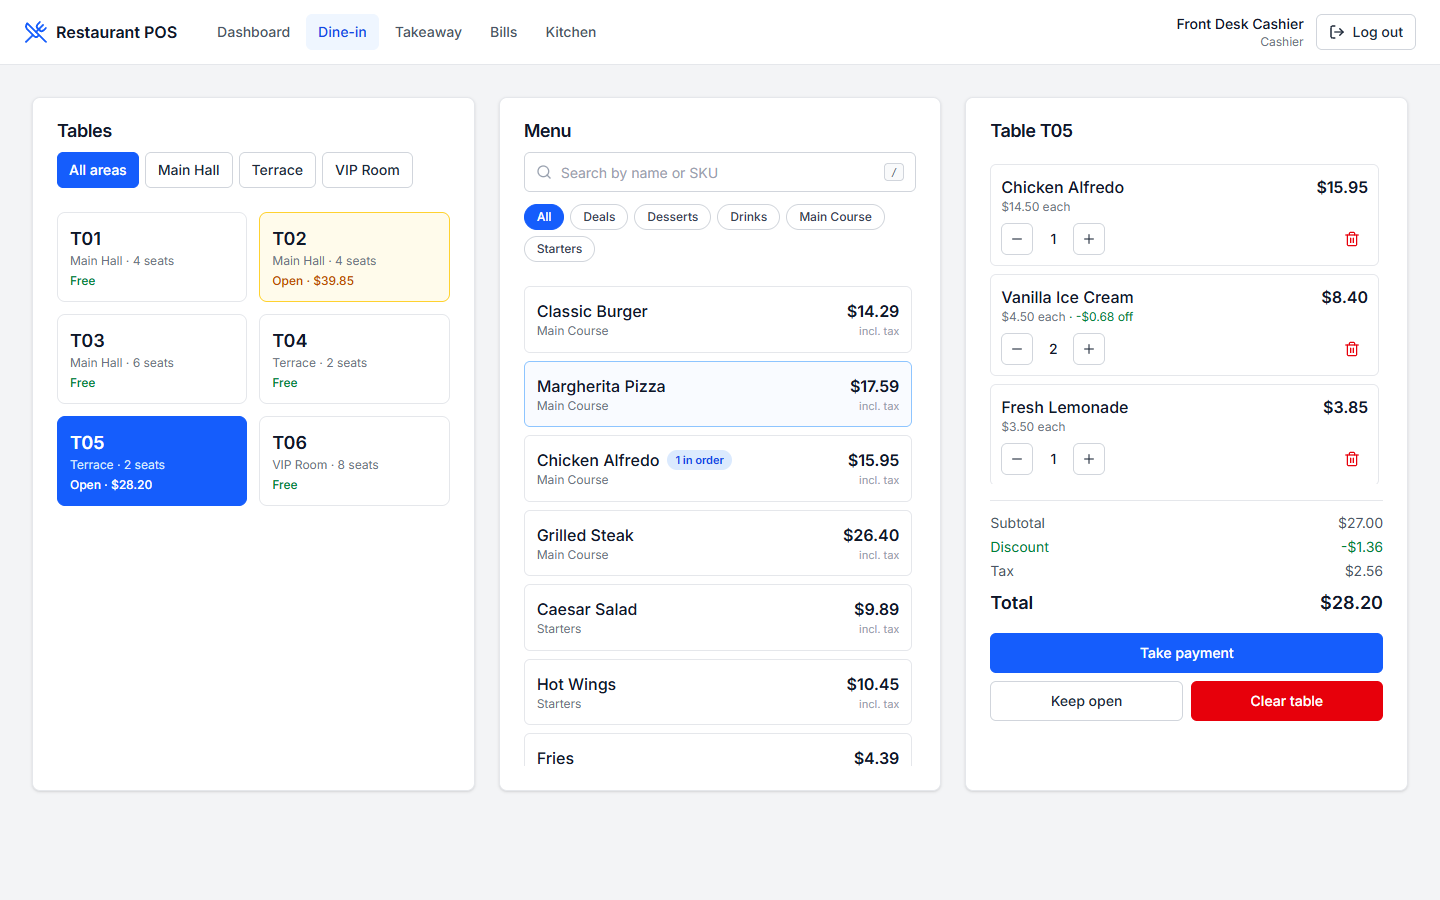 Restaurant POS
Dashboard
Dine-in
Takeaway
Bills
Kitchen
Front Desk Cashier
Cashier
Log out
Tables
All areas
Main Hall
Terrace
VIP Room
T01
Main Hall · 4 seats
Free
T02
Main Hall · 4 seats
Open · $39.85
T03
Main Hall · 6 seats
Free
T04
Terrace · 2 seats
Free
T05
Terrace · 2 seats
Open · $28.20
T06
VIP Room · 8 seats
Free
Menu
Search by name or SKU
/
All
Deals
Desserts
Drinks
Main Course
Starters
Classic Burger
$14.29
Main Course
incl. tax
Margherita Pizza
$17.59
Main Course
incl. tax
Chicken Alfredo
1 in order
$15.95
Main Course
incl. tax
Grilled Steak
$26.40
Main Course
incl. tax
Caesar Salad
$9.89
Starters
incl. tax
Hot Wings
$10.45
Starters
incl. tax
Fries
$4.39
Table T05
Chicken Alfredo
$15.95
$14.50 each
1
Vanilla Ice Cream
$8.40
$4.50 each · -$0.68 off
2
Fresh Lemonade
$3.85
$3.50 each
1
Subtotal
$27.00
Discount
-$1.36
Tax
$2.56
Total
$28.20
Take payment
Keep open
Clear table